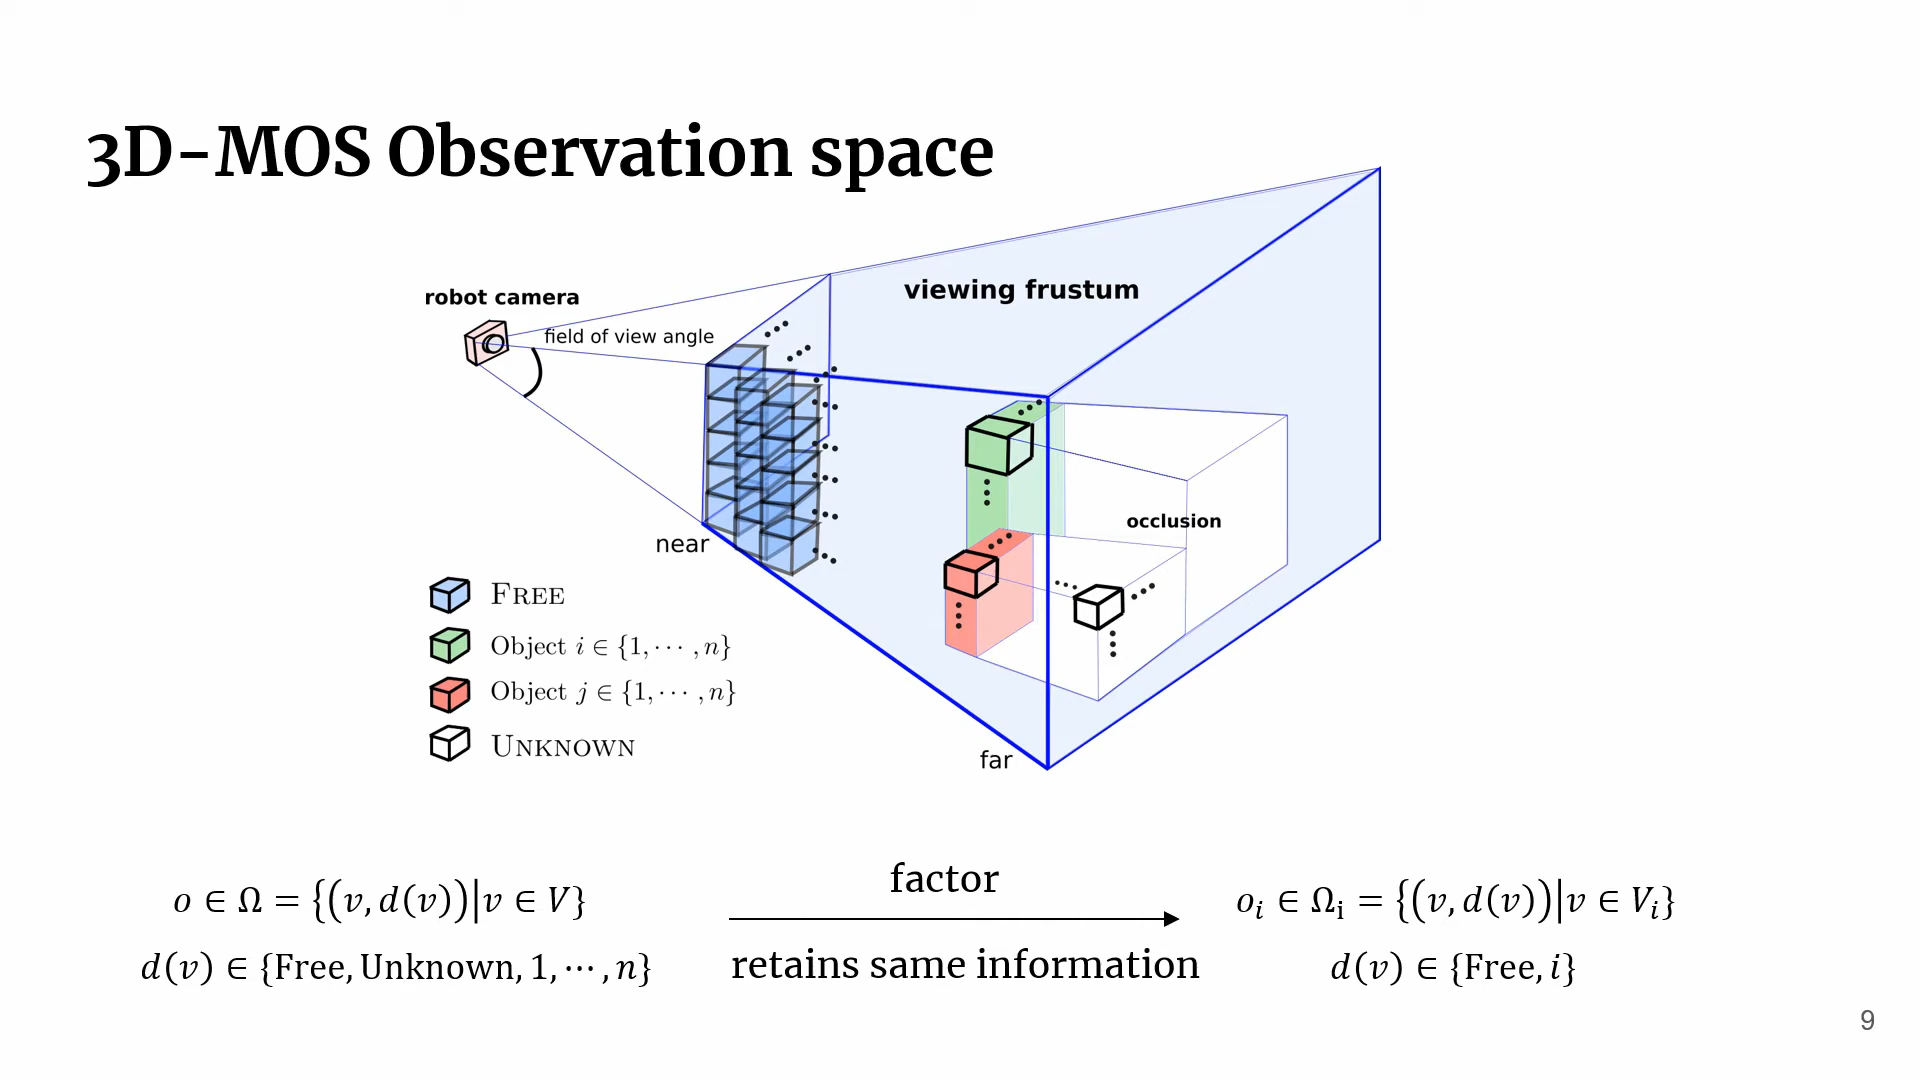 3D-MOS Observation space
robot camera
field of view angle
viewing frustum
occlusion
near
far
FREE
Object i ∈ {1, ⋯ , n}
Object j ∈ {1, ⋯ , n}
UNKNOWN
o ∈ Ω = {(v, d(v))|v ∈ V}
d(v) ∈ {Free, Unknown, 1, ⋯ , n}
factor
retains same information
oᵢ ∈ Ωᵢ = {(v, d(v))|v ∈ Vᵢ}
d(v) ∈ {Free, i}
9